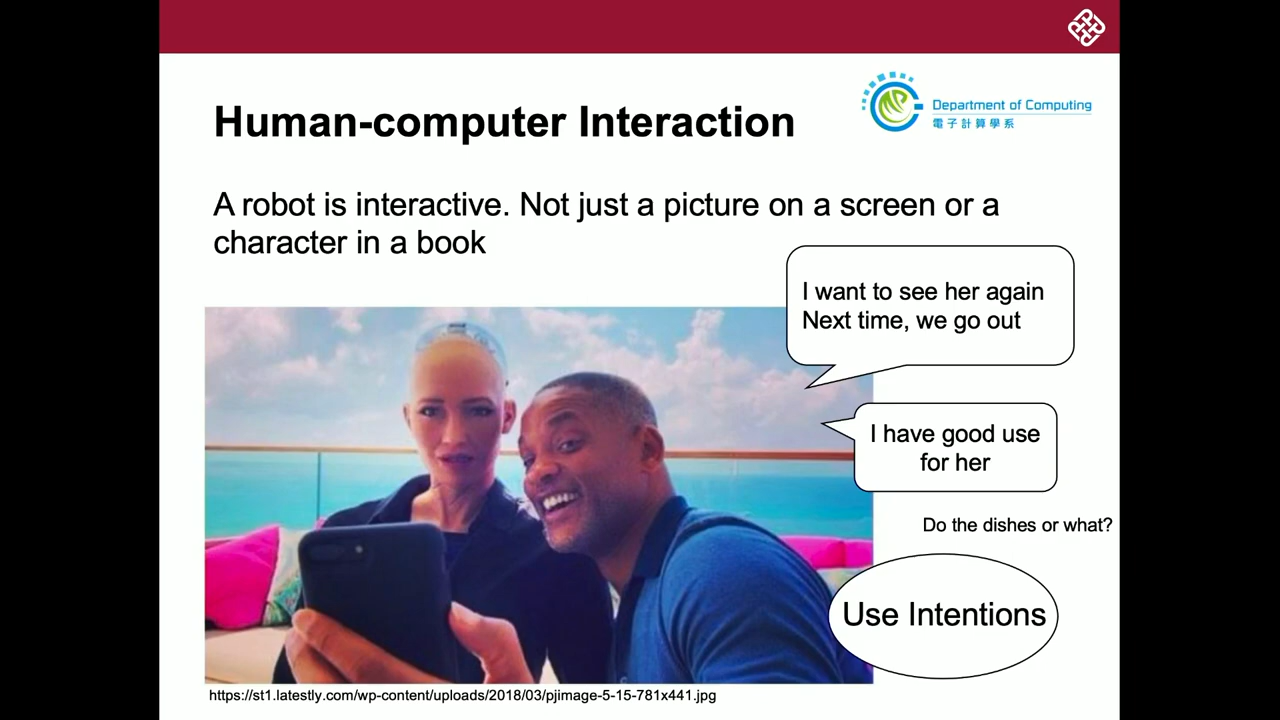 Human-computer Interaction
Department of Computing
電子計算學系
A robot is interactive. Not just a picture on a screen or a
character in a book
I want to see her again
Next time, we go out
I have good use
for her
Do the dishes or what?
Use Intentions
https://st1.latestly.com/wp-content/uploads/2018/03/pjimage-5-15-781x441.jpg